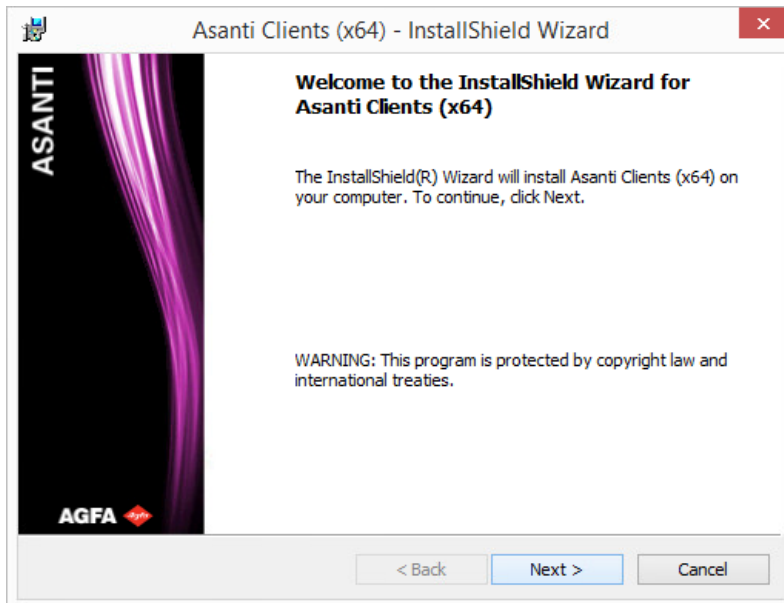 Asanti Clients (x64) - InstallShield Wizard
ASANTI
Welcome to the InstallShield Wizard for
Asanti Clients (x64)
The InstallShield(R) Wizard will install Asanti Clients (x64) on
your computer. To continue, click Next.
WARNING: This program is protected by copyright law and
international treaties.
AGFA
Agfa
< Back
Next >
Cancel